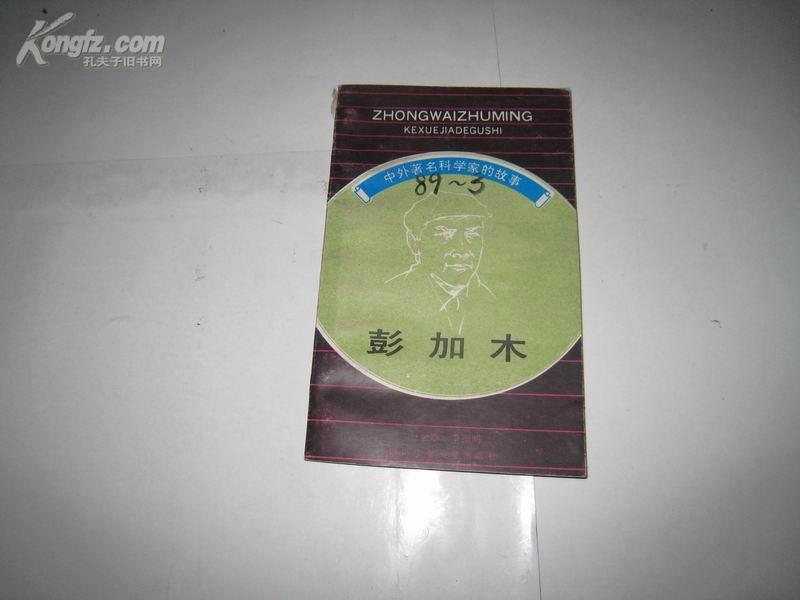 Kongfz.com
孔夫子旧书网
ZHONGWAIZHUMING
KEXUEJIADEGUSHI
中外著名科学家的故事
89~3
彭加木